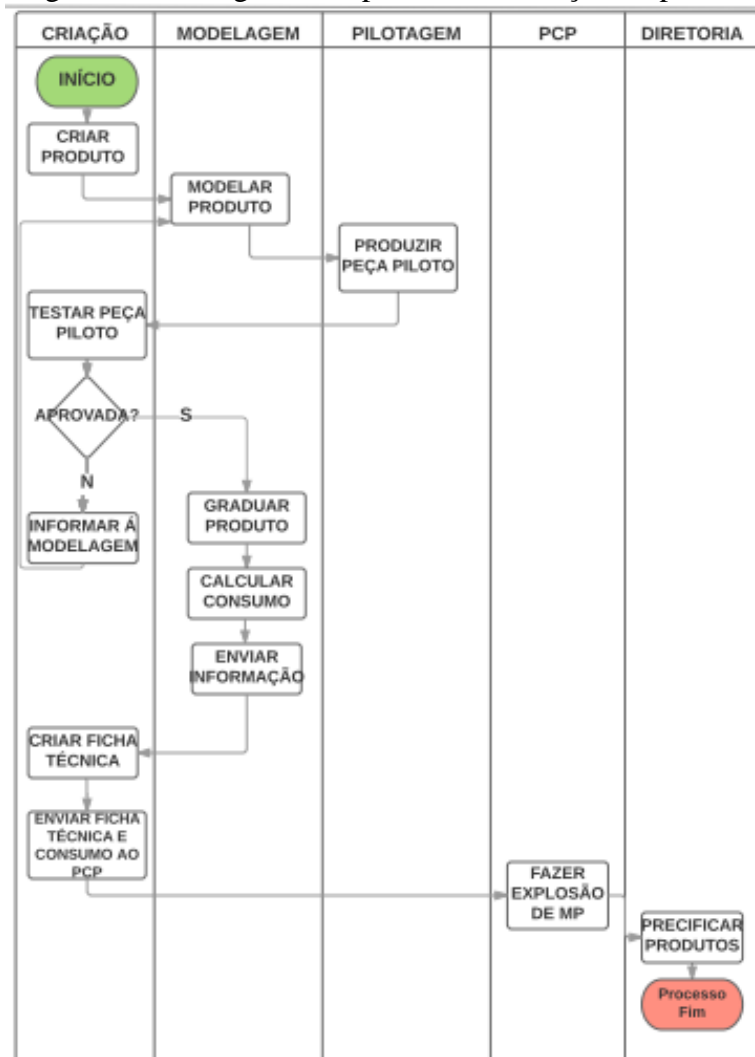 CRIAÇÃO
MODELAGEM
PILOTAGEM
PCP
DIRETORIA
INÍCIO
CRIAR
PRODUTO
MODELAR
PRODUTO
PRODUZIR
PEÇA PILOTO
TESTAR PEÇA
PILOTO
APROVADA?
S
N
INFORMAR Á
MODELAGEM
GRADUAR
PRODUTO
CALCULAR
CONSUMO
ENVIAR
INFORMAÇÃO
CRIAR FICHA
TÉCNICA
ENVIAR FICHA
TÉCNICA E
CONSUMO AO
PCP
FAZER
EXPLOSÃO
DE MP
PRECIFICAR
PRODUTOS
Processo
Fim